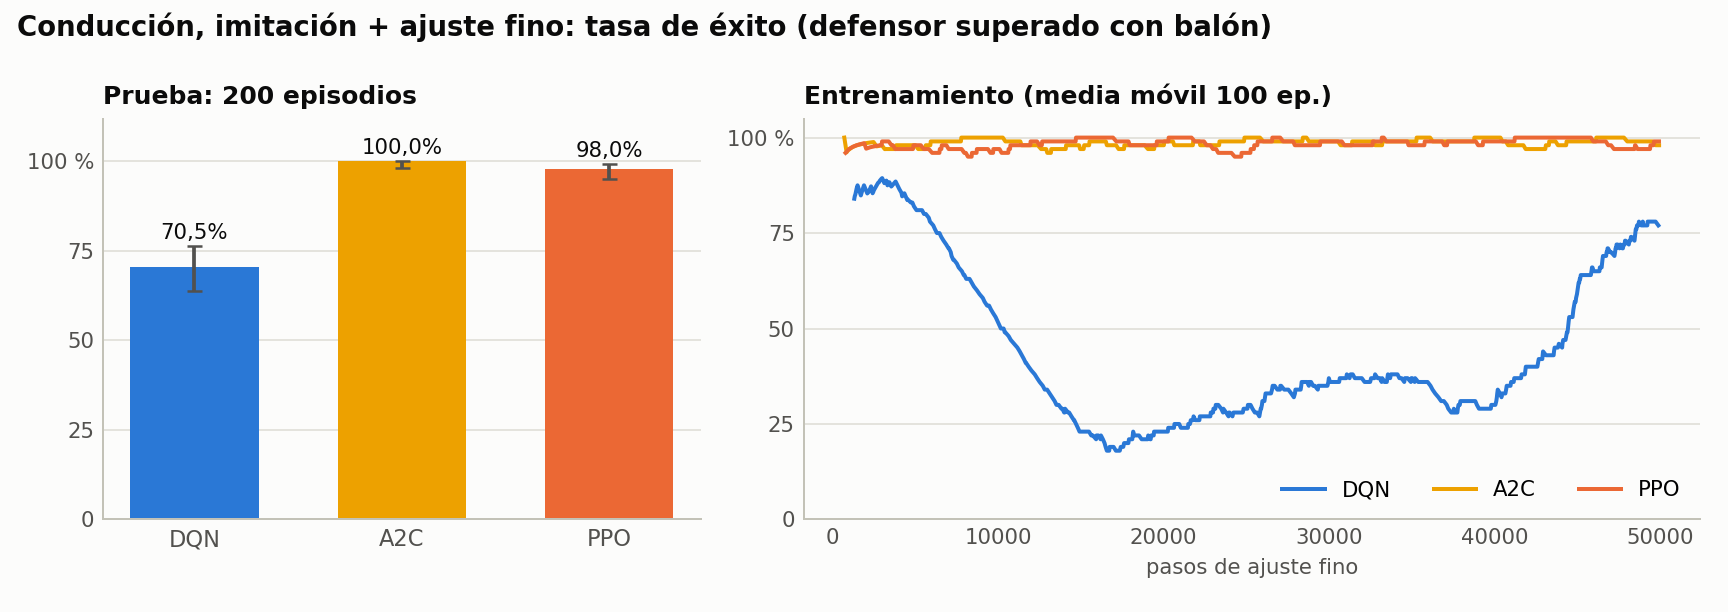 Conducción, imitación + ajuste fino: tasa de éxito (defensor superado con balón)
Prueba: 200 episodios
100 %
75
50
25
0
70,5%
100,0%
98,0%
DQN
A2C
PPO
Entrenamiento (media móvil 100 ep.)
100 %
75
50
25
0
DQN
A2C
PPO
0
10000
20000
30000
40000
50000
pasos de ajuste fino